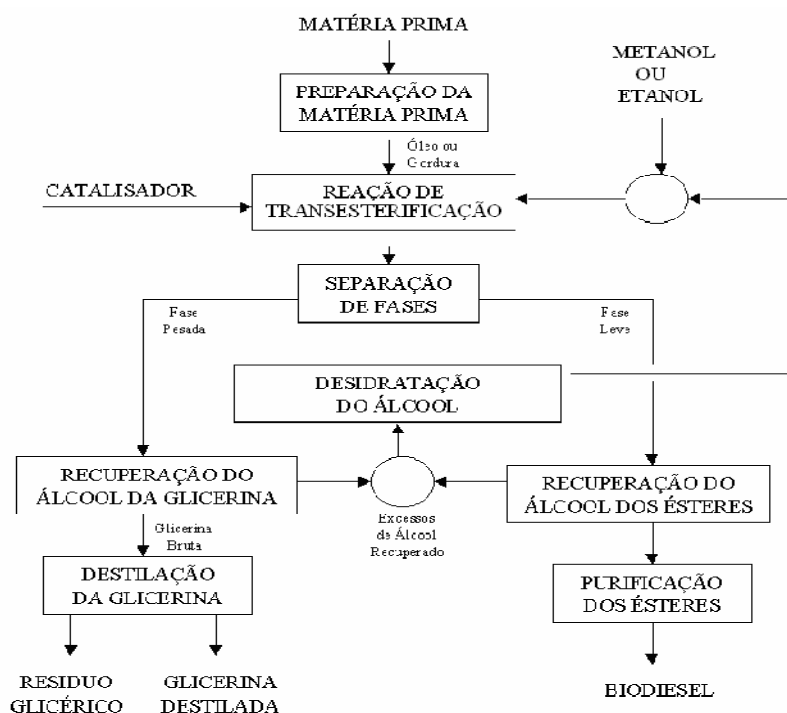 MATÉRIA PRIMA
METANOL
OU
ETANOL
PREPARAÇÃO DA
MATÉRIA PRIMA
Óleo ou
Gordura
CATALISADOR
REAÇÃO DE
TRANSESTERIFICAÇÃO
SEPARAÇÃO
DE FASES
Fase
Pesada
Fase
Leve
DESIDRATAÇÃO
DO ÁLCOOL
RECUPERAÇÃO DO
ÁLCOOL DA GLICERINA
RECUPERAÇÃO DO
ÁLCOOL DOS ÉSTERES
Excessos
de Álcool
Recuperado
Glicerina
Bruta
DESTILAÇÃO
DA GLICERINA
PURIFICAÇÃO
DOS ÉSTERES
RESIDUO
GLICÉRICO
GLICERINA
DESTILADA
BIODIESEL